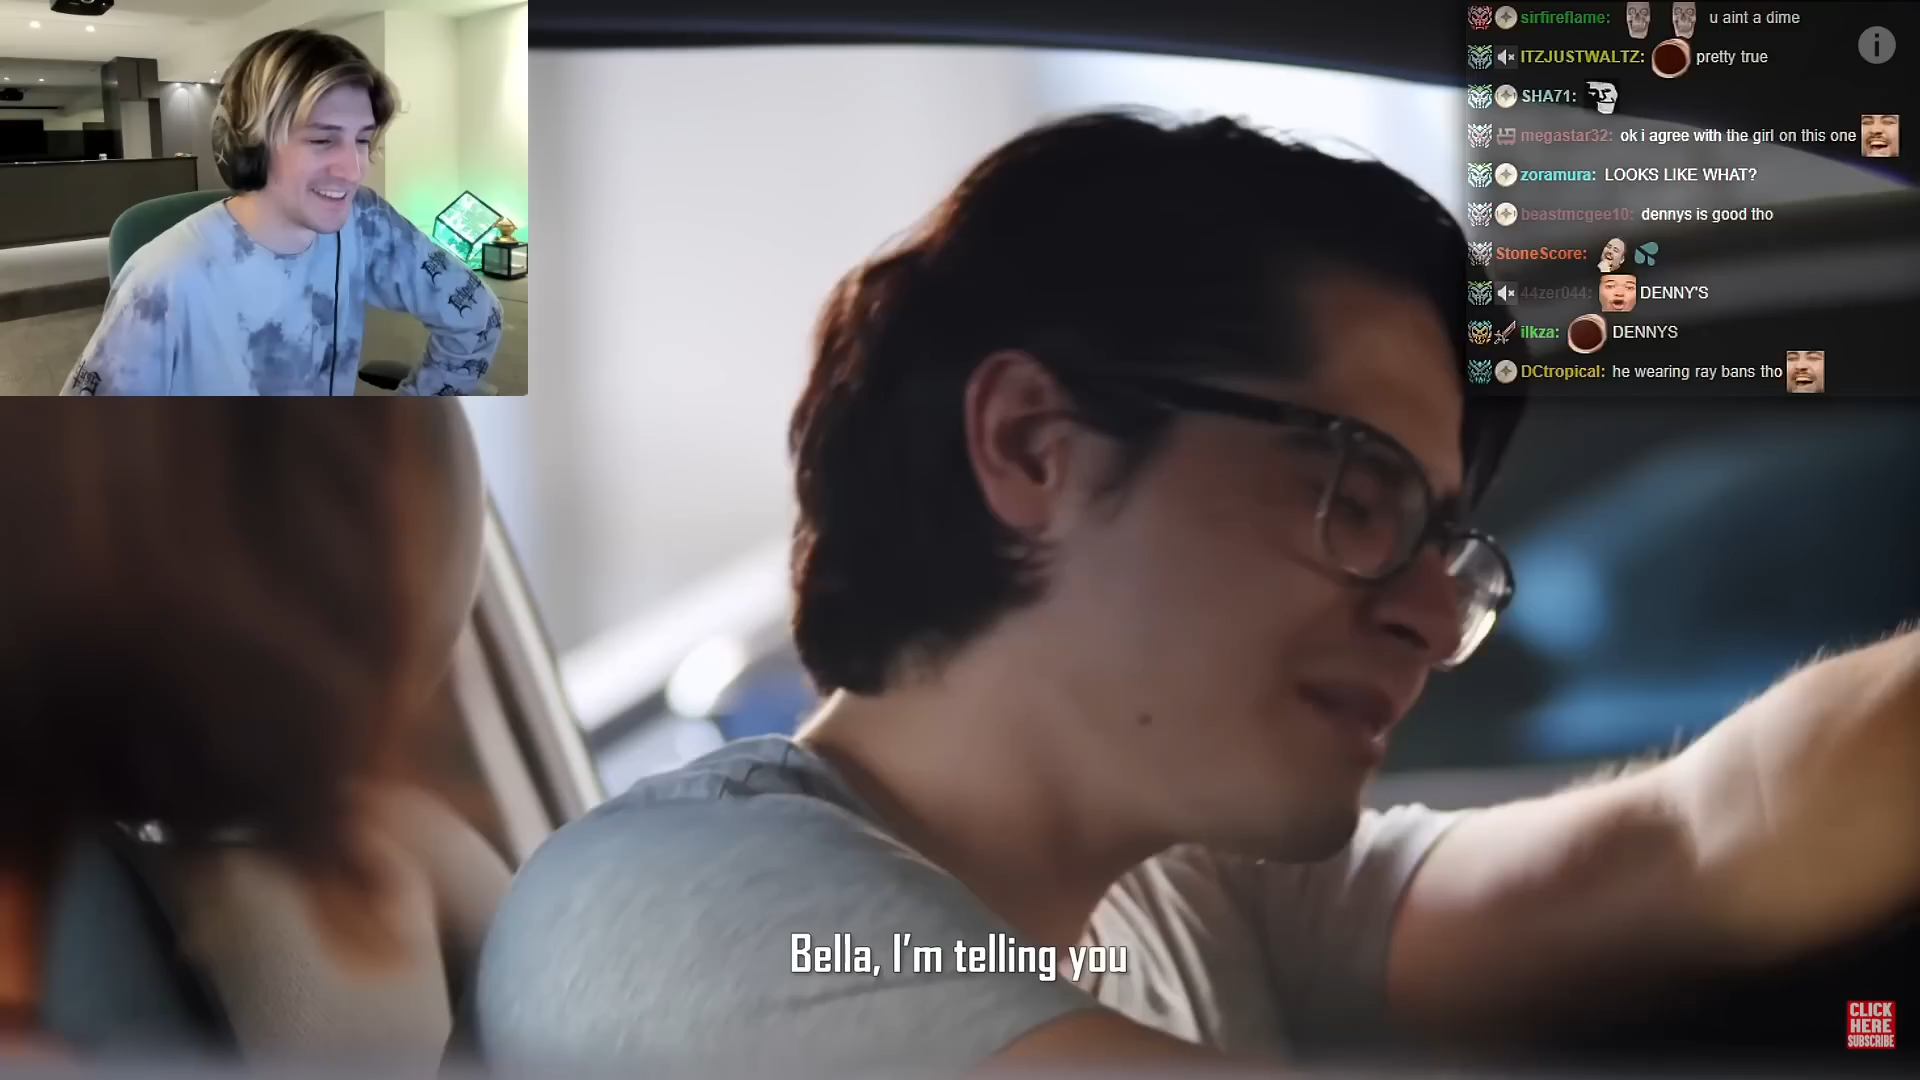 sirfireflame: u aint a dime
ITZJUSTWALTZ: pretty true
SHA71:
megastar32: ok i agree with the girl on this one
zoramura: LOOKS LIKE WHAT?
beastmcgee10: dennys is good tho
StoneScore:
44zer044: DENNY'S
ilkza: DENNYS
DCtropical: he wearing ray bans tho
Bella, I'm telling you
CLICK
HERE
SUBSCRIBE